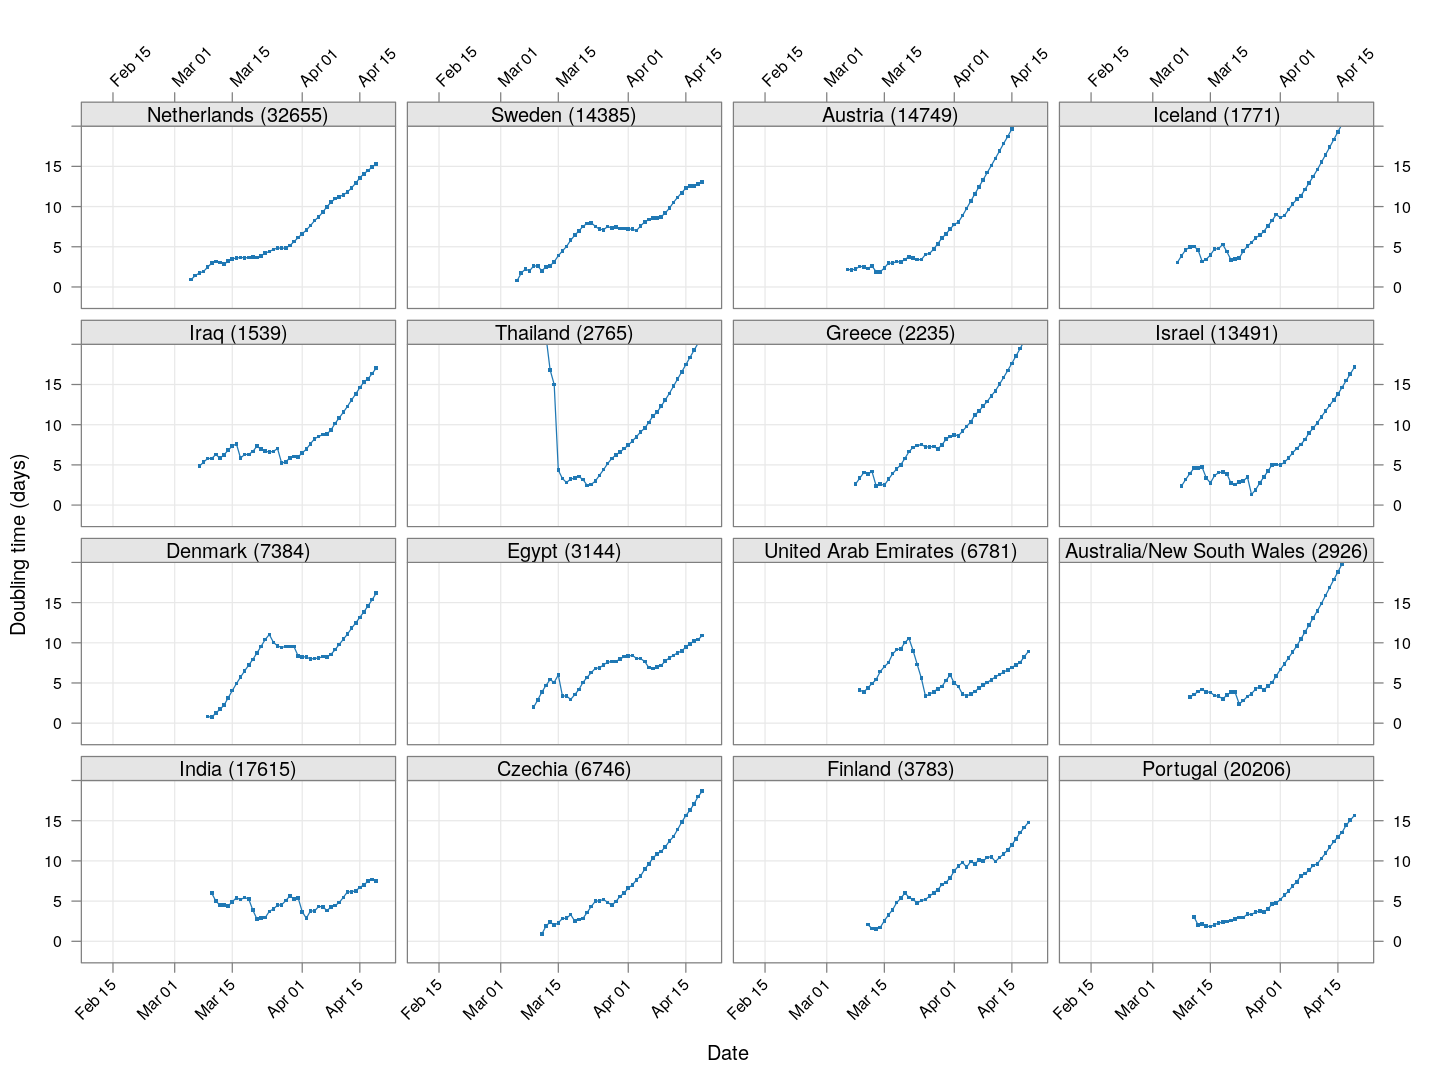 Feb 15 Mar 01 Mar 15 Apr 01 Apr 15 Feb 15 Mar 01 Mar 15 Apr 01 Apr 15 Feb 15 Mar 01 Mar 15 Apr 01 Apr 15 Feb 15 Mar 01 Mar 15 Apr 01 Apr 15
Netherlands (32655) Sweden (14385) Austria (14749) Iceland (1771)
15 15
10 10
5 5
0 0
Iraq (1539) Thailand (2765) Greece (2235) Israel (13491)
15 15
10 10
5 5
0 0
Doubling time (days)
Denmark (7384) Egypt (3144) United Arab Emirates (6781) Australia/New South Wales (2926)
15 15
10 10
5 5
0 0
India (17615) Czechia (6746) Finland (3783) Portugal (20206)
15 15
10 10
5 5
0 0
Feb 15 Mar 01 Mar 15 Apr 01 Apr 15 Feb 15 Mar 01 Mar 15 Apr 01 Apr 15 Feb 15 Mar 01 Mar 15 Apr 01 Apr 15 Feb 15 Mar 01 Mar 15 Apr 01 Apr 15
Date